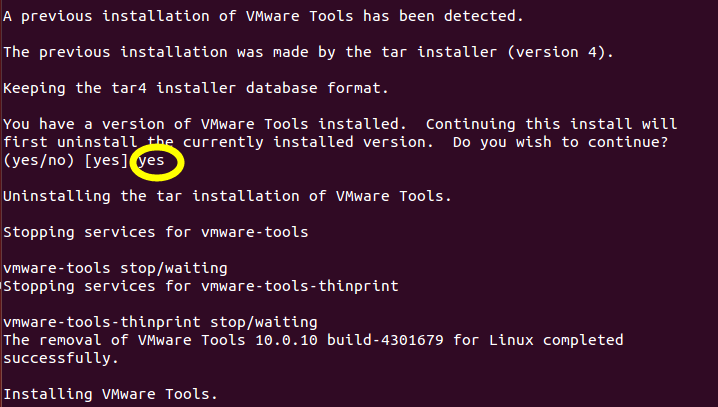 A previous installation of VMware Tools has been detected.
The previous installation was made by the tar installer (version 4).
Keeping the tar4 installer database format.
You have a version of VMware Tools installed.  Continuing this install will
first uninstall the currently installed version.  Do you wish to continue?
(yes/no) [yes] yes
Uninstalling the tar installation of VMware Tools.
Stopping services for vmware-tools
vmware-tools stop/waiting
Stopping services for vmware-tools-thinprint
vmware-tools-thinprint stop/waiting
The removal of VMware Tools 10.0.10 build-4301679 for Linux completed
successfully.
Installing VMware Tools.